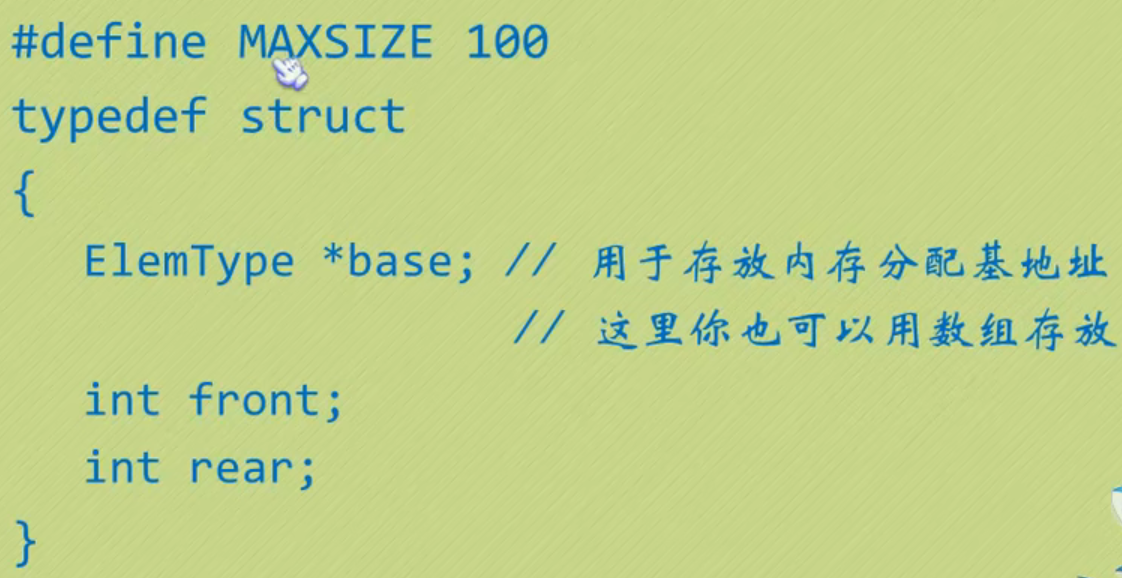 #define MAXSIZE 100
typedef struct
{
ElemType *base; // 用于存放内存分配基地址
// 这里你也可以用数组存放
int front;
int rear;
}